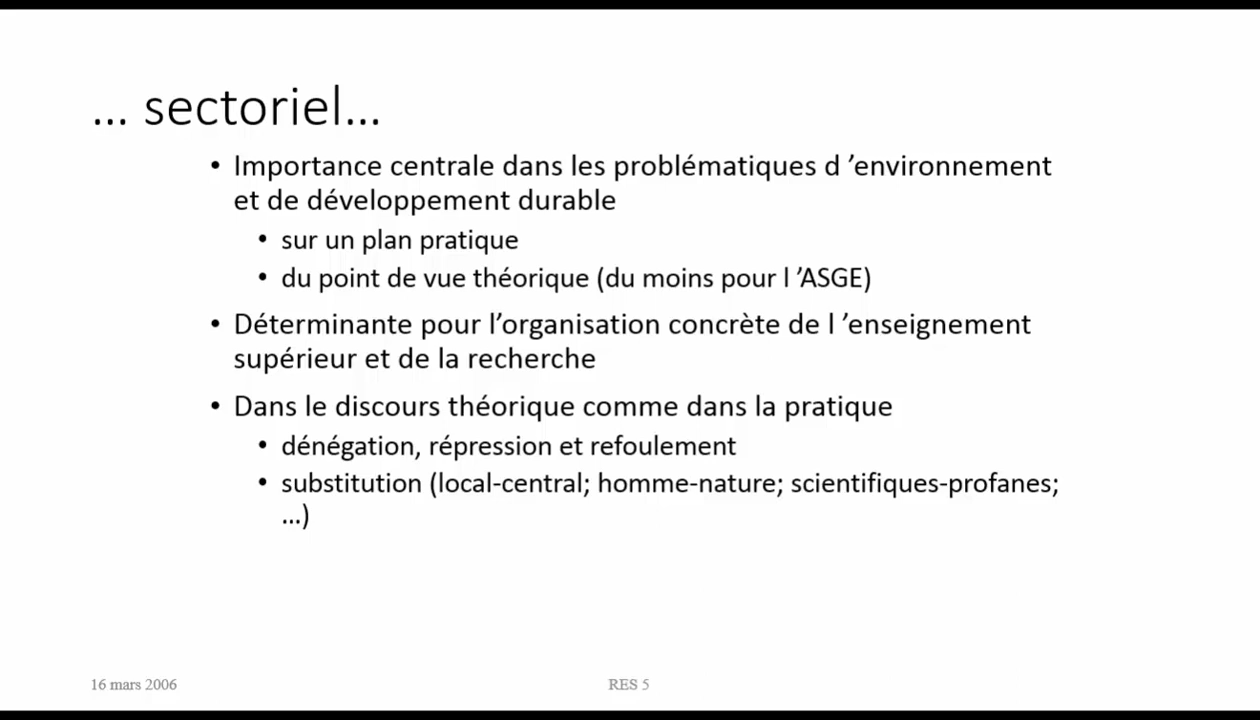 ... sectoriel...
• Importance centrale dans les problématiques d ’environnement
et de développement durable
• sur un plan pratique
• du point de vue théorique (du moins pour l ’ASGE)
• Déterminante pour l’organisation concrète de l ’enseignement
supérieur et de la recherche
• Dans le discours théorique comme dans la pratique
• dénégation, répression et refoulement
• substitution (local-central; homme-nature; scientifiques-profanes;
...)
16 mars 2006
RES 5